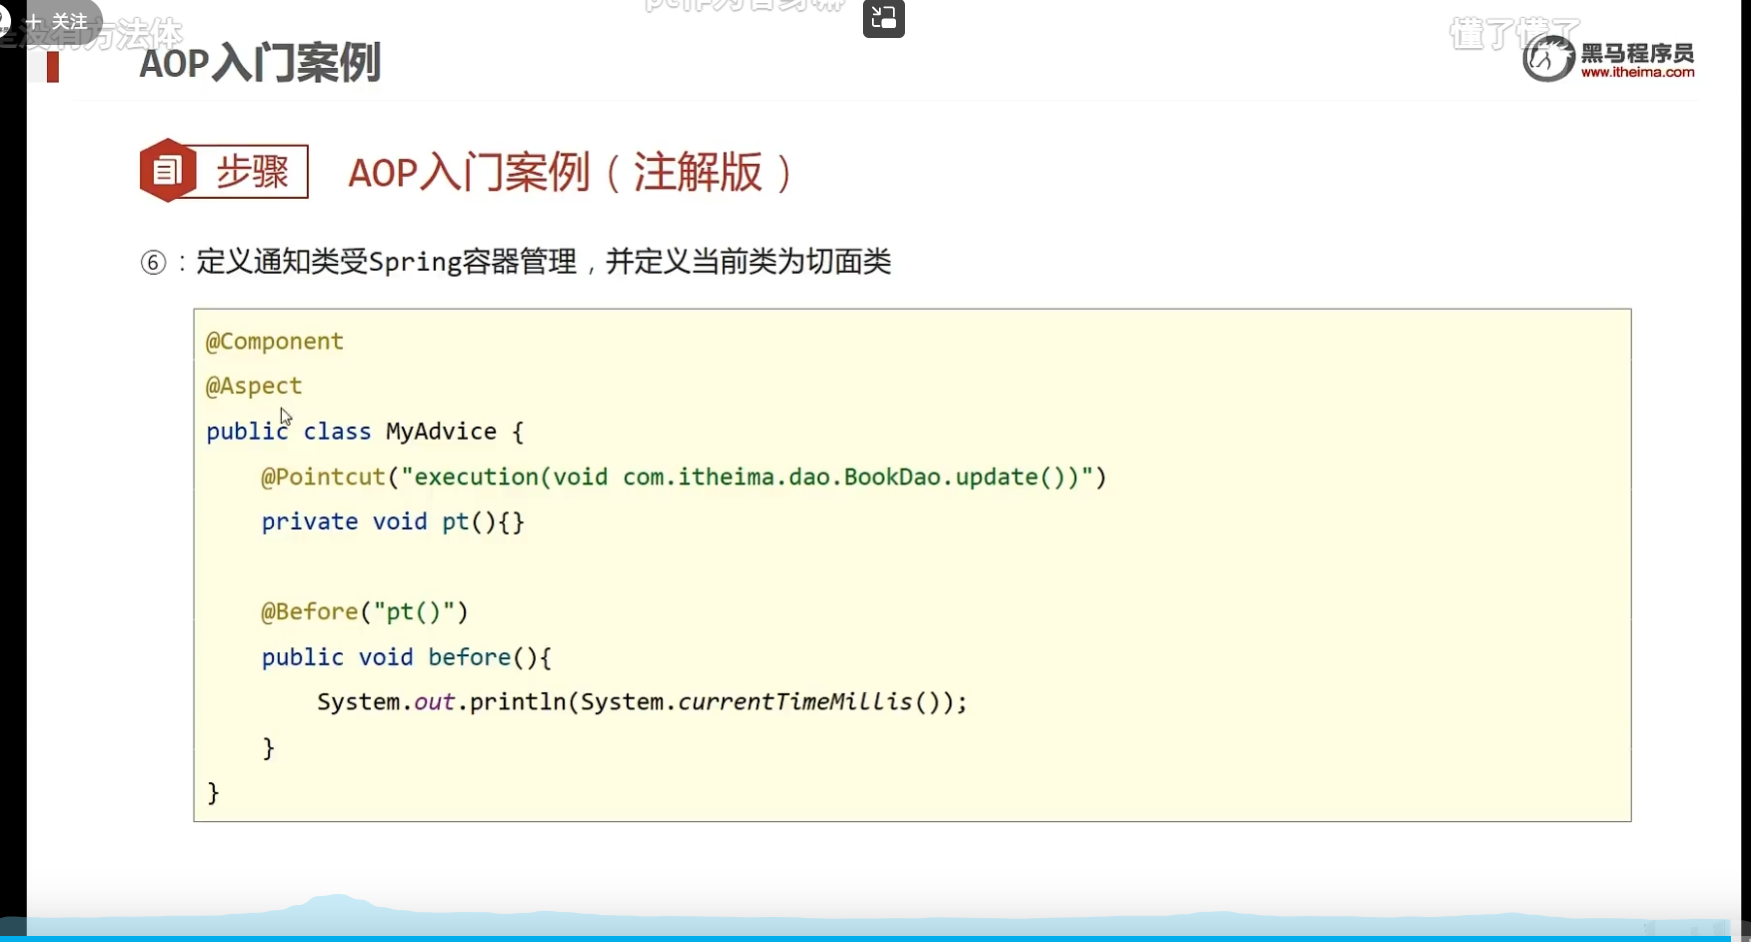 + 关注
没有方法体
懂了懂了
AOP入门案例
黑马程序员
www.itheima.com
步骤
AOP入门案例（注解版）
⑥：定义通知类受Spring容器管理，并定义当前类为切面类
@Component
@Aspect
public class MyAdvice {
@Pointcut("execution(void com.itheima.dao.BookDao.update())")
private void pt(){}
@Before("pt()")
public void before(){
System.out.println(System.currentTimeMillis());
}
}